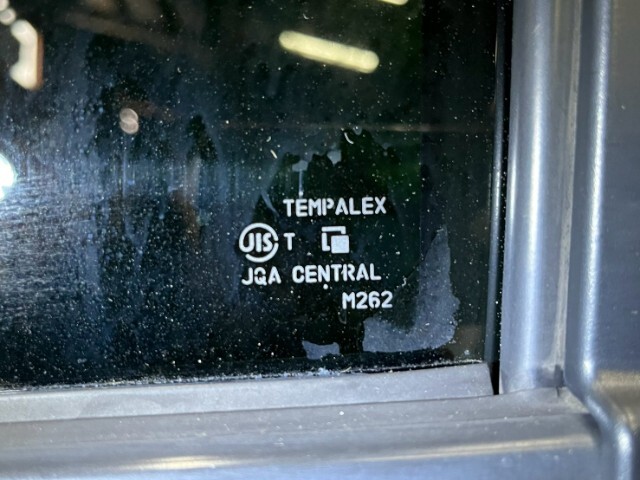 TEMPALEX
JIS T
JQA CENTRAL
M262